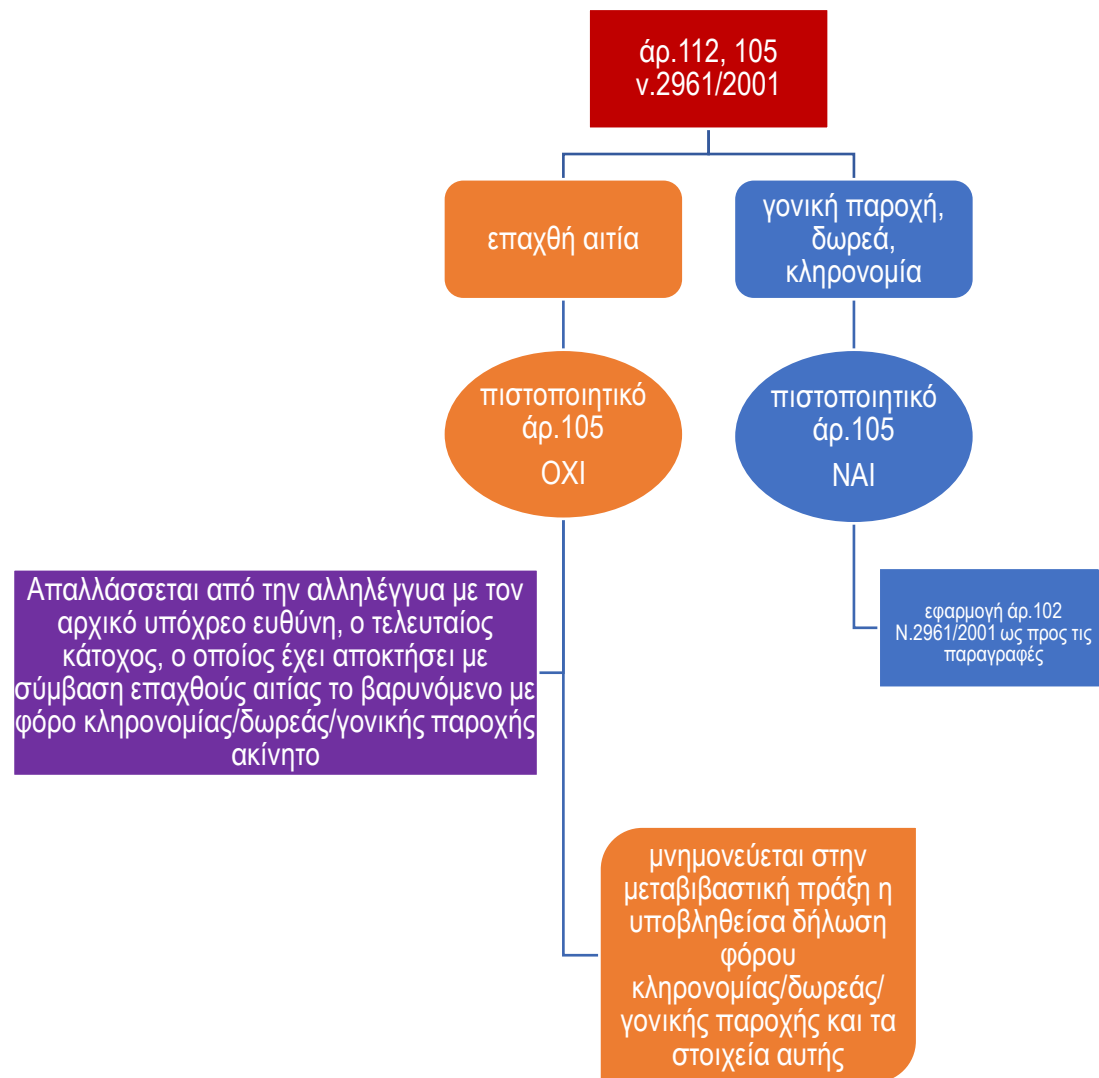 άρ.112, 105
ν.2961/2001
επαχθή αιτία
γονική παροχή,
δωρεά,
κληρονομία
πιστοποιητικό
άρ.105
ΟΧΙ
πιστοποιητικό
άρ.105
ΝΑΙ
Απαλλάσσεται από την αλληλέγγυα με τον
αρχικό υπόχρεο ευθύνη, ο τελευταίος
κάτοχος, ο οποίος έχει αποκτήσει με
σύμβαση επαχθούς αιτίας το βαρυνόμενο με
φόρο κληρονομίας/δωρεάς/γονικής παροχής
ακίνητο
εφαρμογή άρ.102
Ν.2961/2001 ως προς τις
παραγραφές
μνημονεύεται στην
μεταβιβαστική πράξη η
υποβληθείσα δήλωση
φόρου
κληρονομίας/δωρεάς/
γονικής παροχής και τα
στοιχεία αυτής